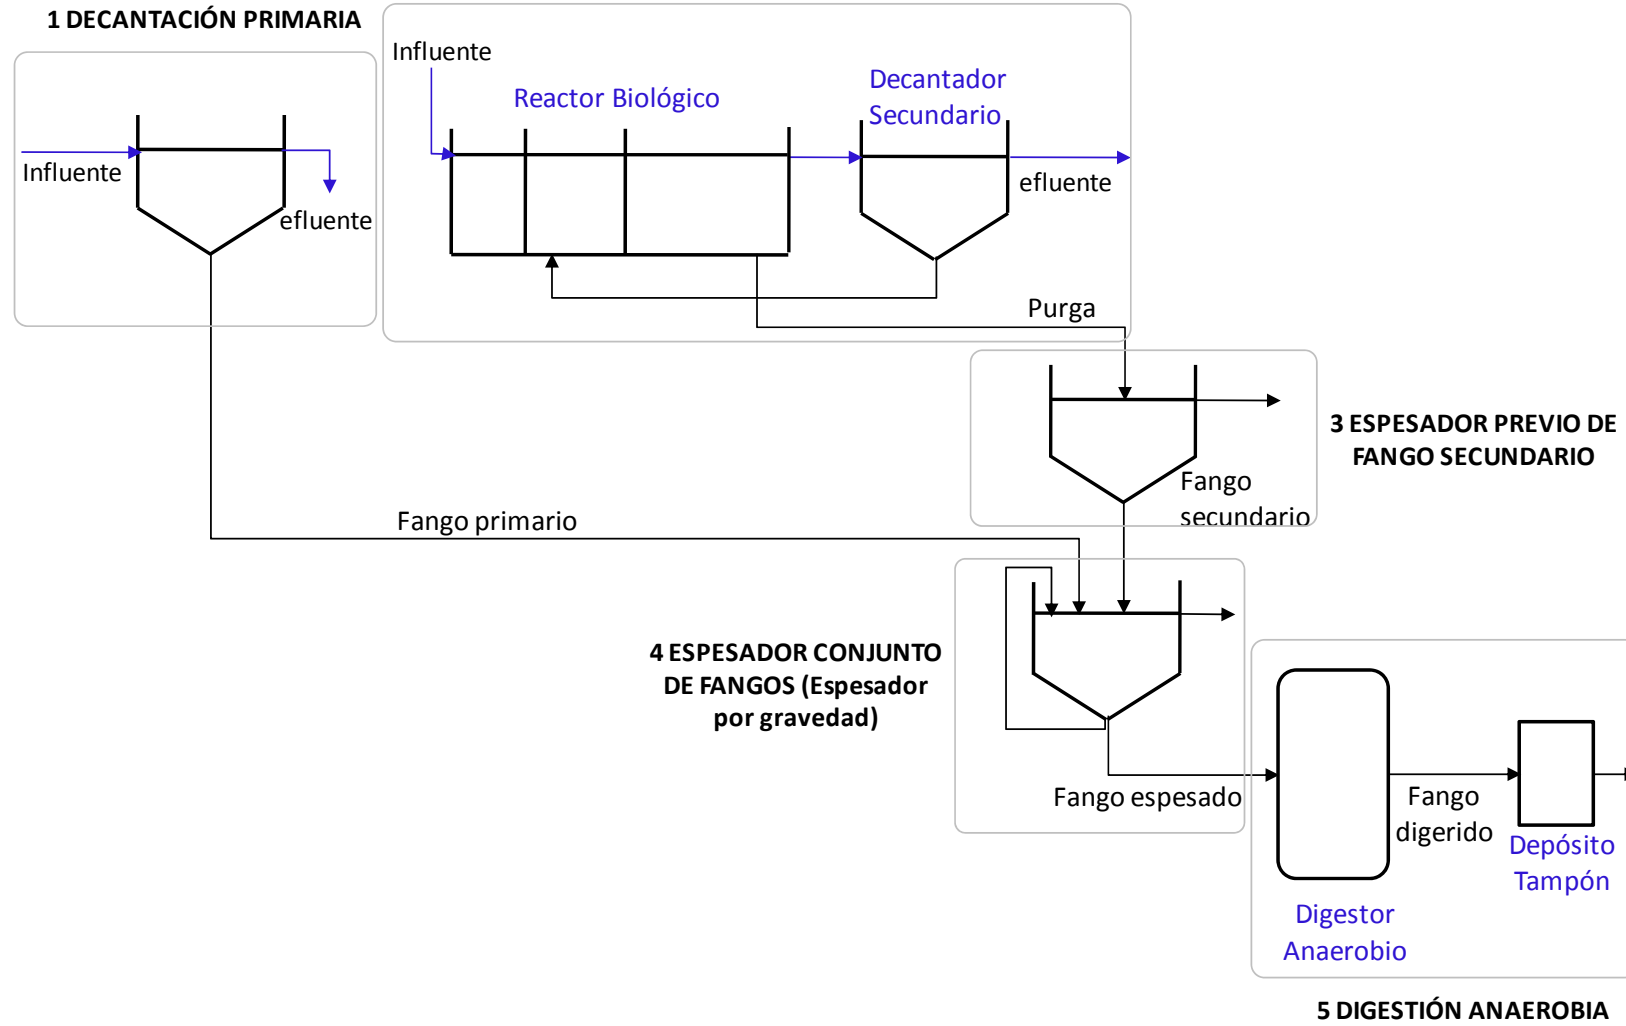 1 DECANTACIÓN PRIMARIA
Influente
efluente
Influente
Reactor Biológico
Decantador
Secundario
efluente
Purga
3 ESPESADOR PREVIO DE
FANGO SECUNDARIO
Fango
secundario
Fango primario
4 ESPESADOR CONJUNTO
DE FANGOS (Espesador
por gravedad)
Fango espesado
Fango
digerido
Depósito
Tampón
Digestor
Anaerobio
5 DIGESTIÓN ANAEROBIA